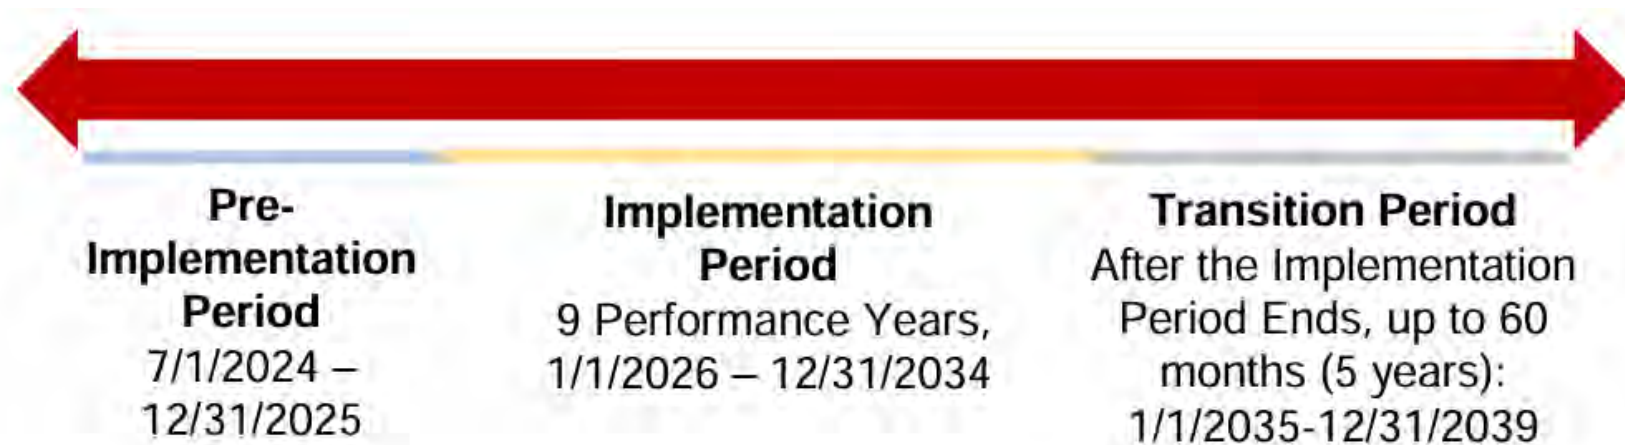 Pre-
Implementation
Period
7/1/2024 –
12/31/2025
Implementation
Period
9 Performance Years,
1/1/2026 – 12/31/2034
Transition Period
After the Implementation
Period Ends, up to 60
months (5 years):
1/1/2035-12/31/2039